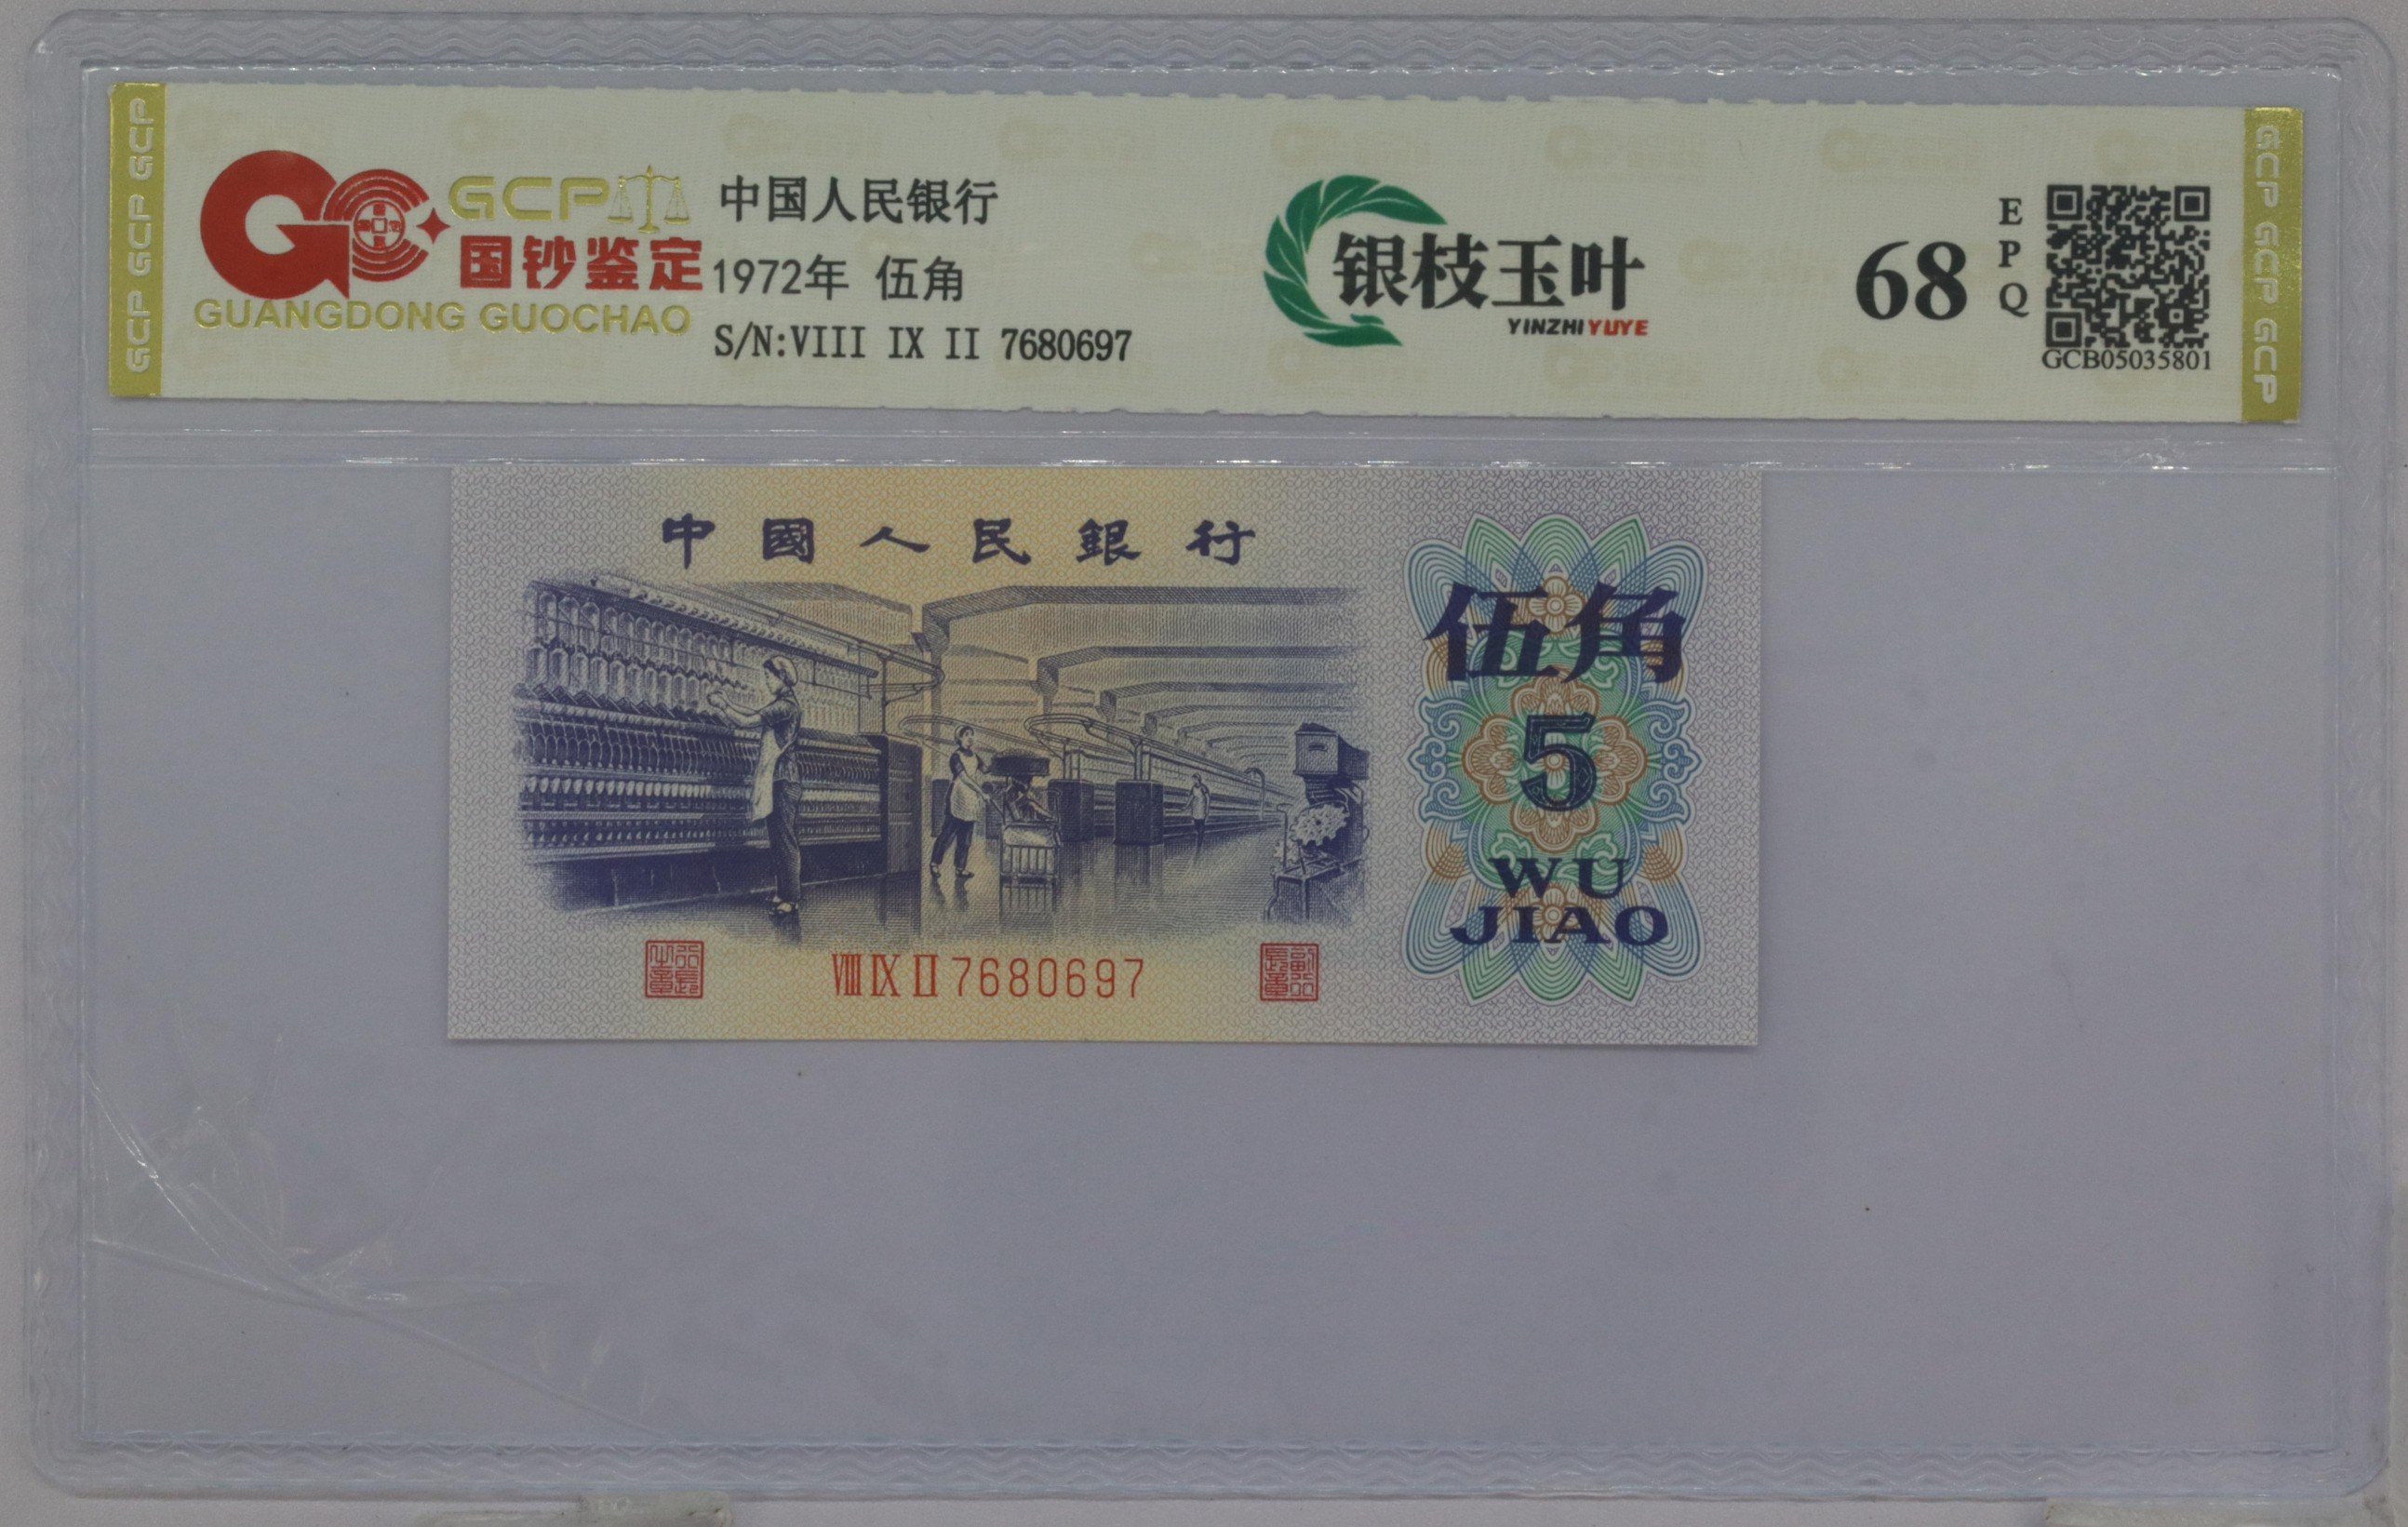 GCP GCP GCP
GCP
国钞鉴定
GUANGDONG GUOCHAO
中国人民银行
1972年 伍角
S/N:VIII IX II 7680697
银枝玉叶
YINZHIYUYE
68
EPQ
GCB05035801
GCP GCP GCP
中國人民銀行
伍角
5
WU
JIAO
VIII IX II 7680697